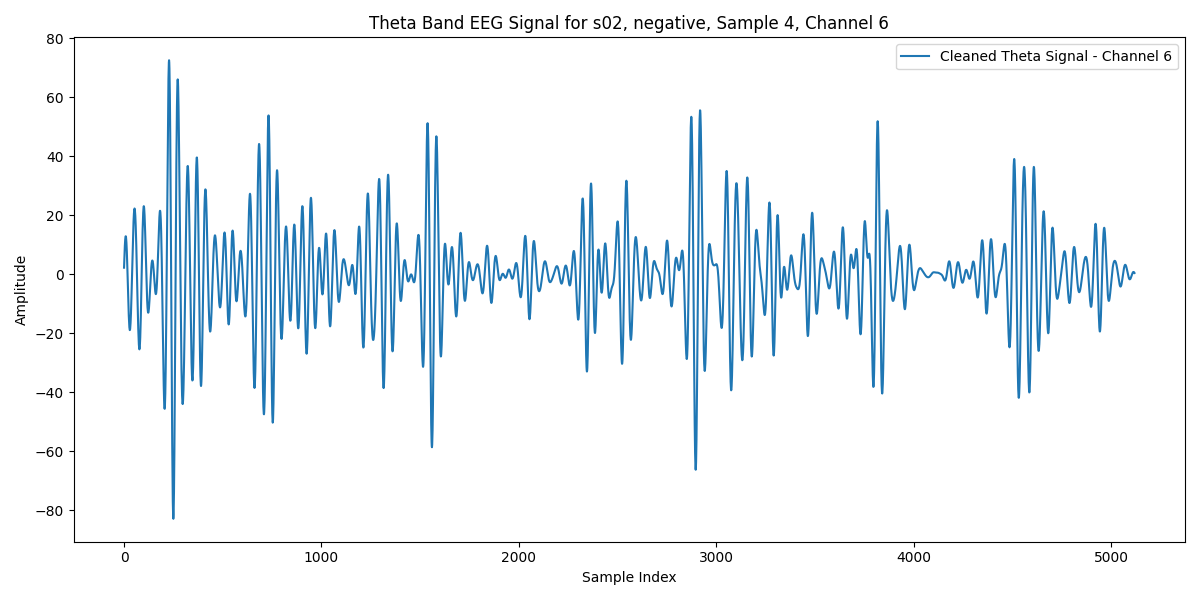 Theta Band EEG Signal for s02, negative, Sample 4, Channel 6
Cleaned Theta Signal - Channel 6
Amplitude
80
60
40
20
0
−20
−40
−60
−80
0 1000 2000 3000 4000 5000
Sample Index